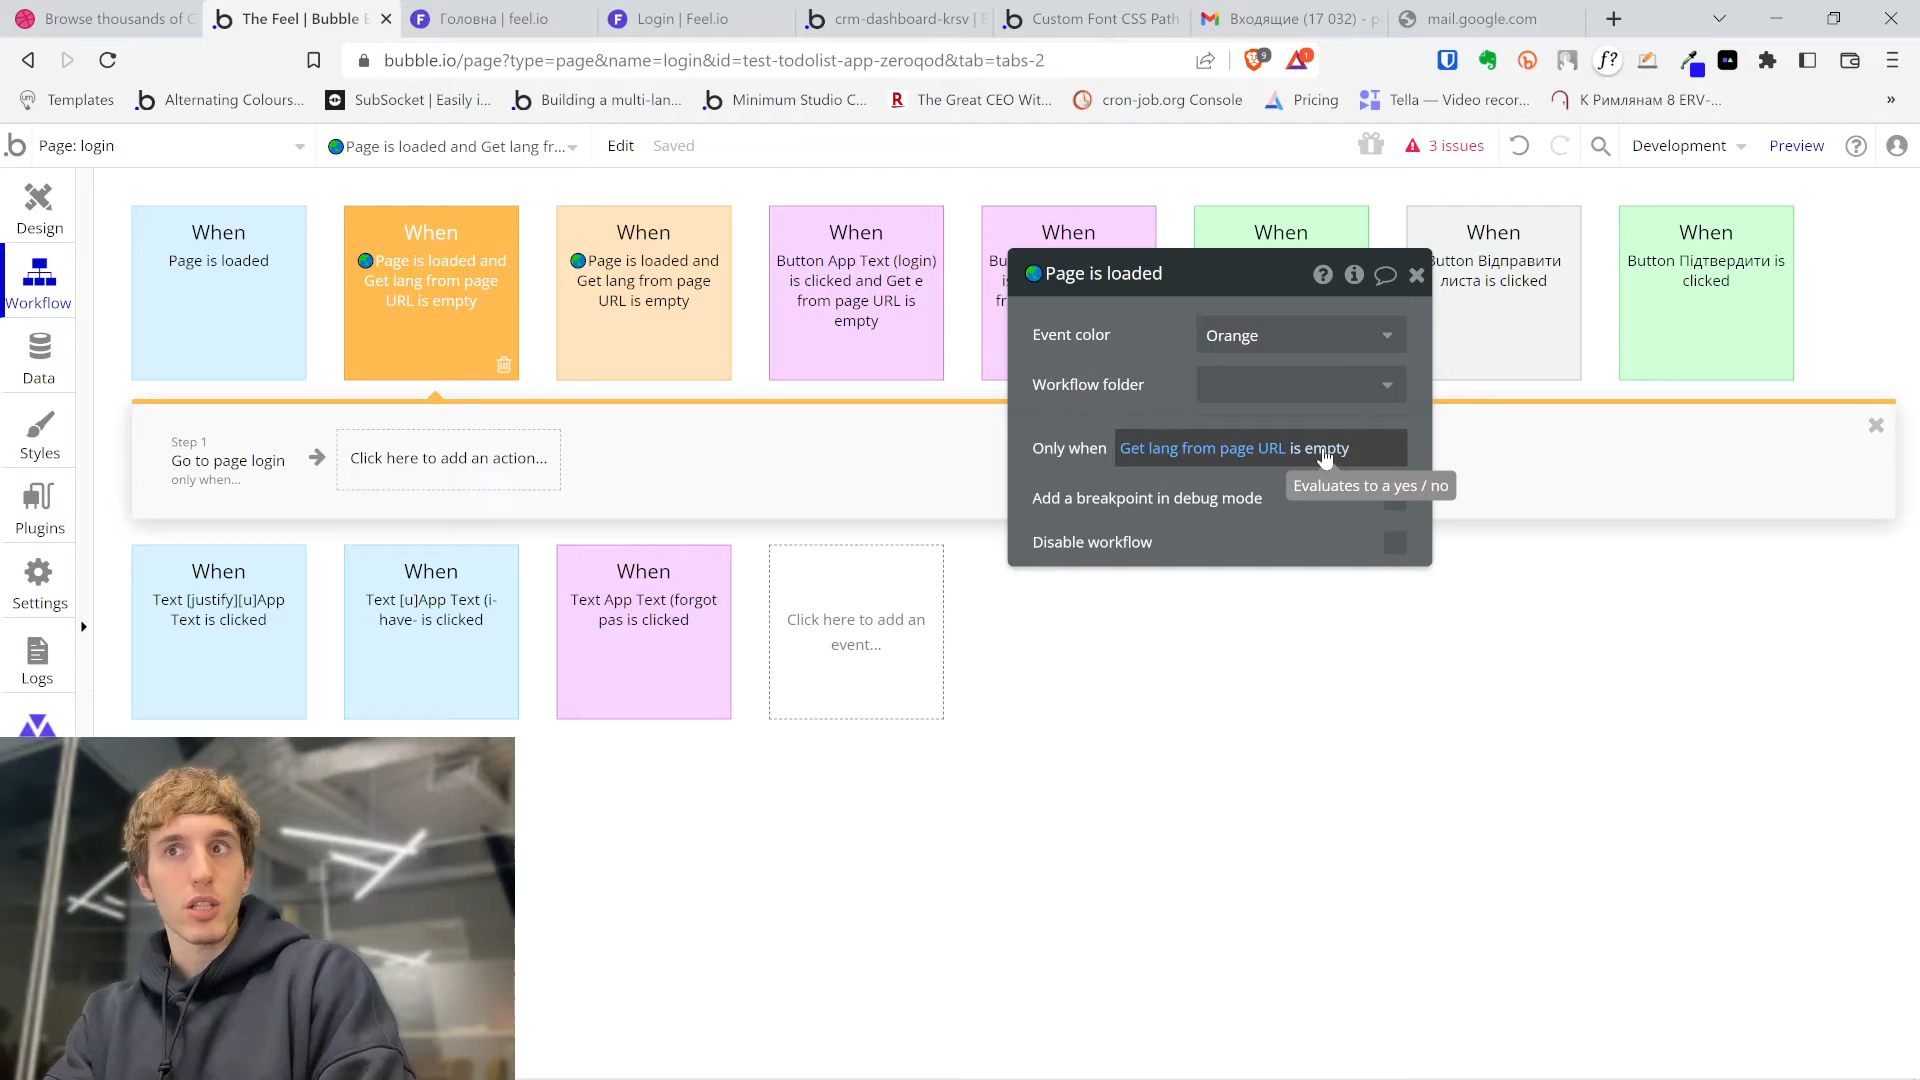 Browse thousands of C
The Feel | Bubble E
Головна | feel.io
Login | Feel.io
crm-dashboard-krsv | E
Custom Font CSS Path
Входящие (17 032) - p
mail.google.com
bubble.io/page?type=page&name=login&id=test-todolist-app-zeroqod&tab=tabs-2
9
1
f?
Templates
Alternating Colours...
SubSocket | Easily i...
Building a multi-lan...
Minimum Studio C...
The Great CEO Wit...
cron-job.org Console
Pricing
Tella — Video recor...
К Римлянам 8 ERV-...
»
Page: login
Page is loaded and Get lang fr...
Edit
Saved
3 issues
Development
Preview
Design
Workflow
Data
Styles
Plugins
Settings
Logs
When
Page is loaded
When
Page is loaded and
Get lang from page
URL is empty
When
Page is loaded and
Get lang from page
URL is empty
When
Button App Text (login)
is clicked and Get e
from page URL is
empty
When
Bu
is
fr
When
When
Button Відправити
листа is clicked
When
Button Підтвердити is
clicked
Page is loaded
Event color
Orange
Workflow folder
Only when
Get lang from page URL is empty
Evaluates to a yes / no
Add a breakpoint in debug mode
Disable workflow
Step 1
Go to page login
only when...
Click here to add an action...
When
Text [justify][u]App
Text is clicked
When
Text [u]App Text (i-
have- is clicked
When
Text App Text (forgot
pas is clicked
Click here to add an
event...